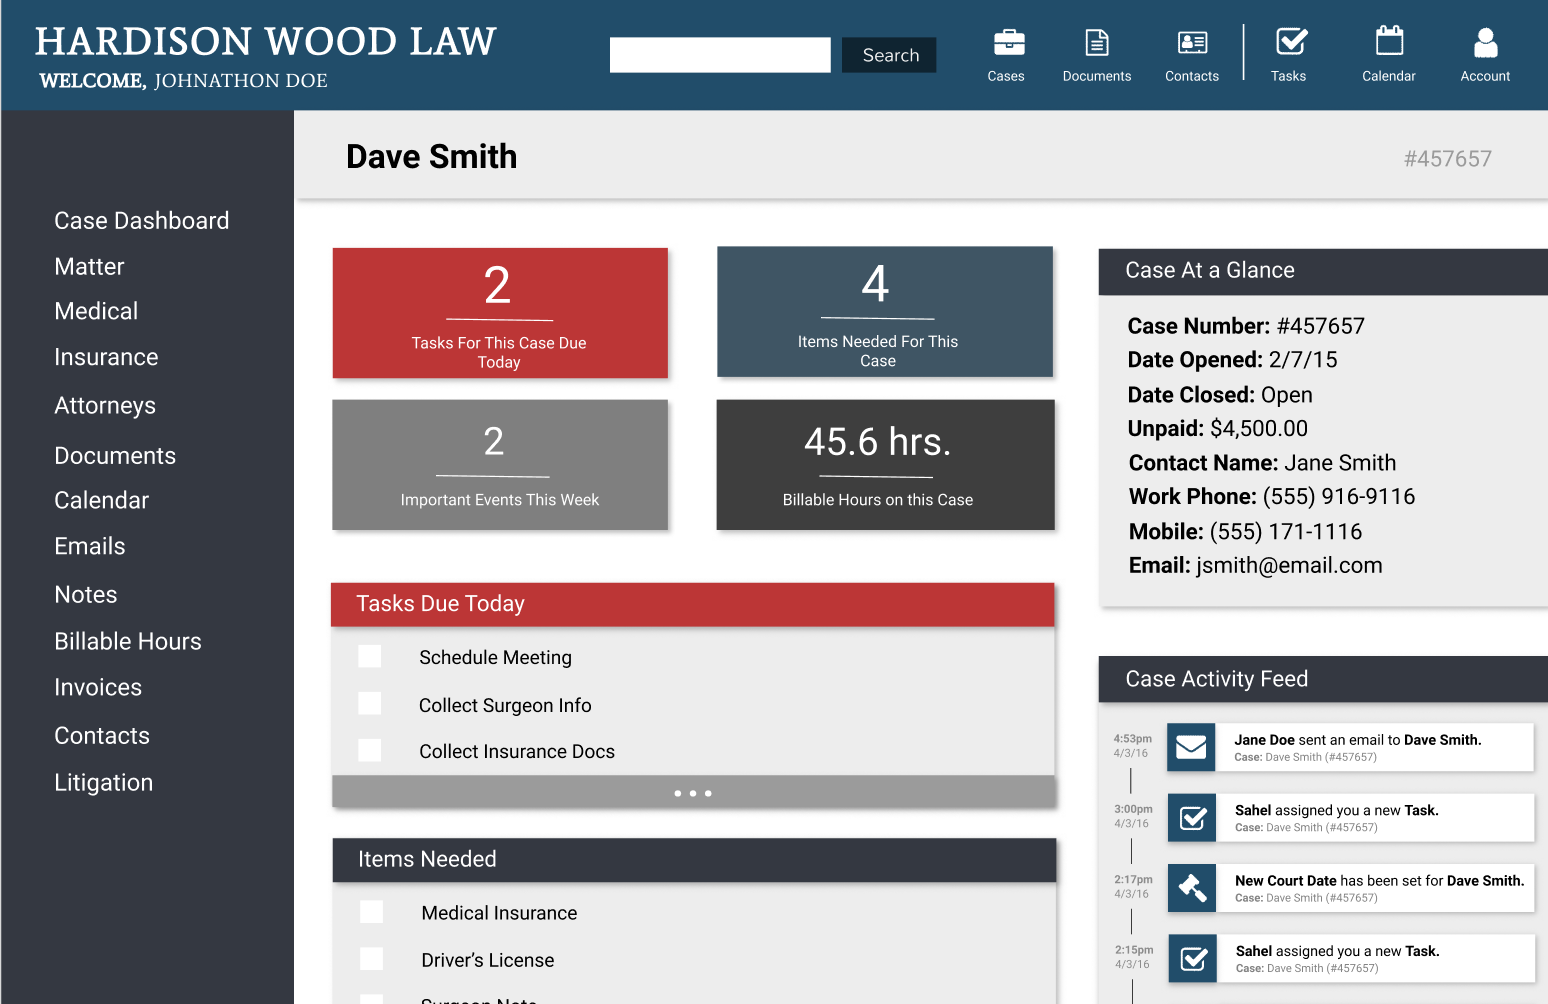 HARDISON WOOD LAW
WELCOME, JOHNATHON DOE
Search
Cases
Documents
Contacts
Tasks
Calendar
Account
Dave Smith
#457657
Case Dashboard
Matter
Medical
Insurance
Attorneys
Documents
Calendar
Emails
Notes
Billable Hours
Invoices
Contacts
Litigation
2
Tasks For This Case Due
Today
4
Items Needed For This
Case
2
Important Events This Week
45.6 hrs.
Billable Hours on this Case
Tasks Due Today
Schedule Meeting
Collect Surgeon Info
Collect Insurance Docs
Items Needed
Medical Insurance
Driver's License
Surgeon Note
Case At a Glance
Case Number: #457657
Date Opened: 2/7/15
Date Closed: Open
Unpaid: $4,500.00
Contact Name: Jane Smith
Work Phone: (555) 916-9116
Mobile: (555) 171-1116
Email: jsmith@email.com
Case Activity Feed
4:53pm
4/3/16
Jane Doe sent an email to Dave Smith.
Case: Dave Smith (#457657)
3:00pm
4/3/16
Sahel assigned you a new Task.
Case: Dave Smith (#457657)
2:17pm
4/3/16
New Court Date has been set for Dave Smith.
Case: Dave Smith (#457657)
2:15pm
4/3/16
Sahel assigned you a new Task.
Case: Dave Smith (#457657)